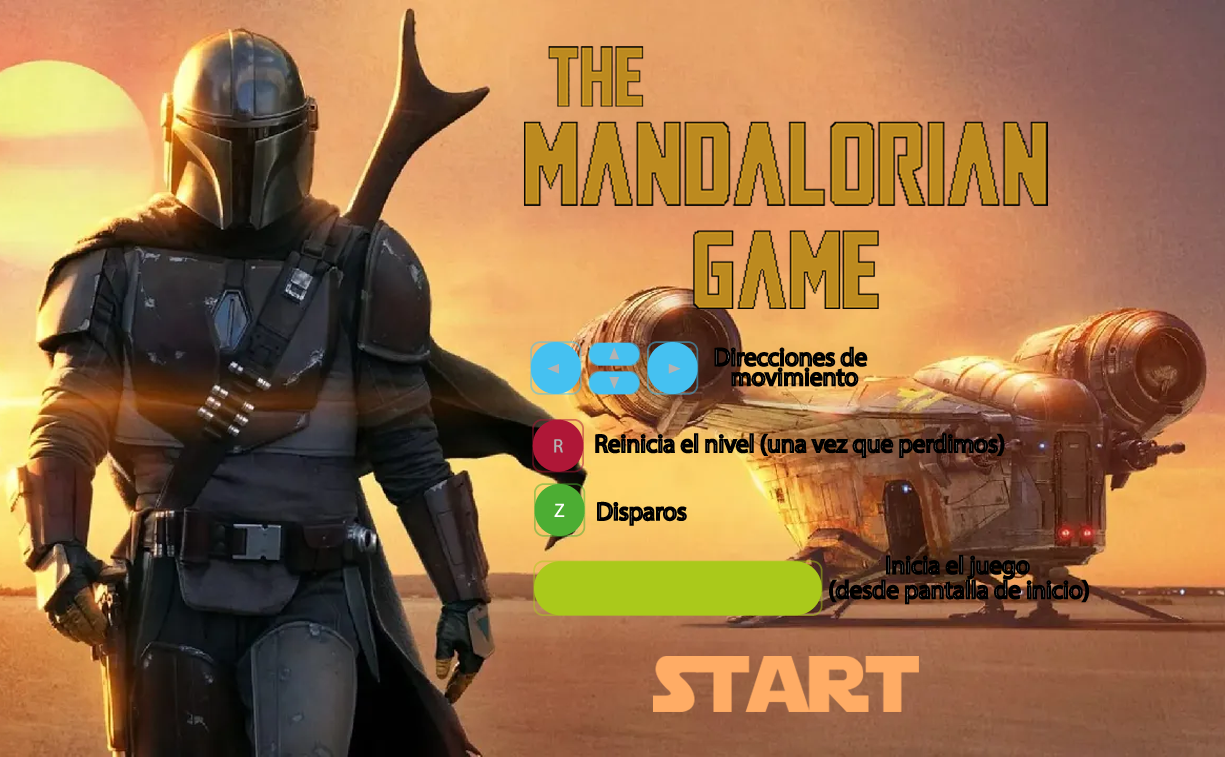 THE
MANDALORIAN
GAME
Direcciones de
movimiento
R Reinicia el nivel (una vez que perdimos)
Z Disparos
Inicia el juego
(desde pantalla de inicio)
START